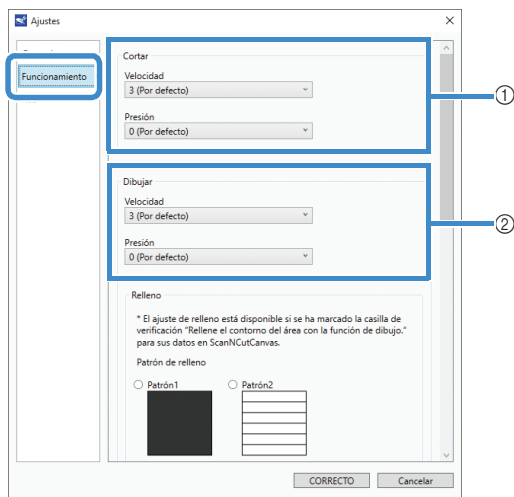 Ajustes
Funcionamiento
Cortar
Velocidad
3 (Por defecto)
Presión
0 (Por defecto)
①
Dibujar
Velocidad
3 (Por defecto)
Presión
0 (Por defecto)
②
Relleno
* El ajuste de relleno está disponible si se ha marcado la casilla de
verificación "Rellene el contorno del área con la función de dibujo."
para sus datos en ScanNCutCanvas.
Patrón de relleno
Patrón1
Patrón2
CORRECTO
Cancelar